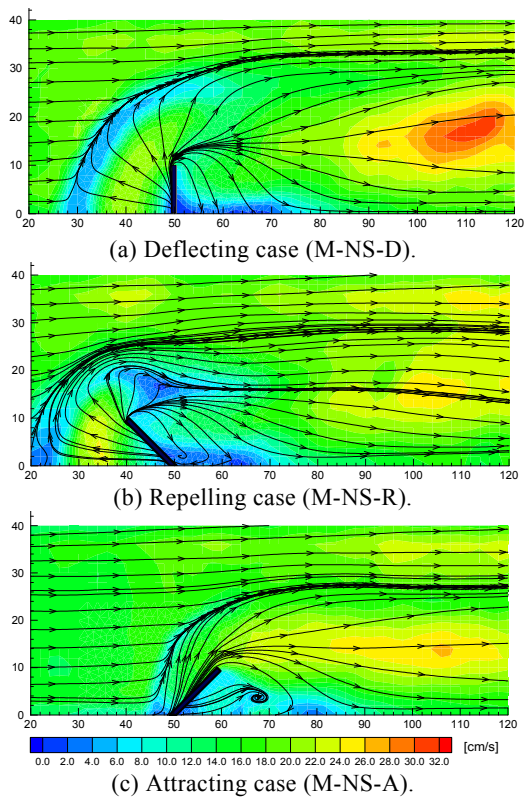 40
30
20
10
0
20 30 40 50 60 70 80 90 100 110 120
(a) Deflecting case (M-NS-D).
40
30
20
10
0
20 30 40 50 60 70 80 90 100 110 120
(b) Repelling case (M-NS-R).
40
30
20
10
0
20 30 40 50 60 70 80 90 100 110 120
0.0 2.0 4.0 6.0 8.0 10.0 12.0 14.0 16.0 18.0 20.0 22.0 24.0 26.0 28.0 30.0 32.0 [cm/s]
(c) Attracting case (M-NS-A).